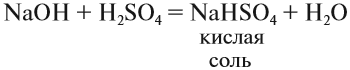 NaOH + H₂SO₄ = NaHSO₄ + H₂O
кислая
соль